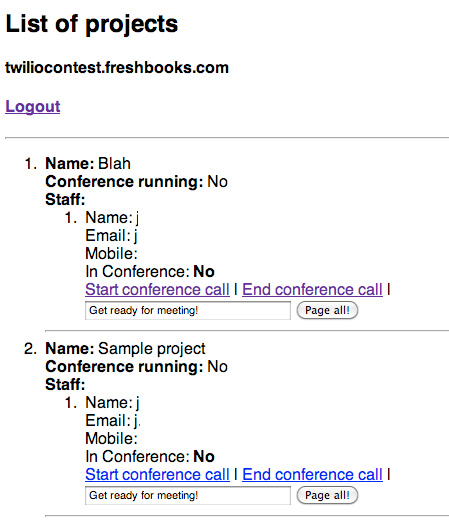 List of projects
twiliocontest.freshbooks.com
Logout
1. Name: Blah
Conference running: No
Staff:
1. Name: j
Email: j
Mobile:
In Conference: No
Start conference call | End conference call |
Get ready for meeting! Page all!
2. Name: Sample project
Conference running: No
Staff:
1. Name: j
Email: j
Mobile:
In Conference: No
Start conference call | End conference call |
Get ready for meeting! Page all!